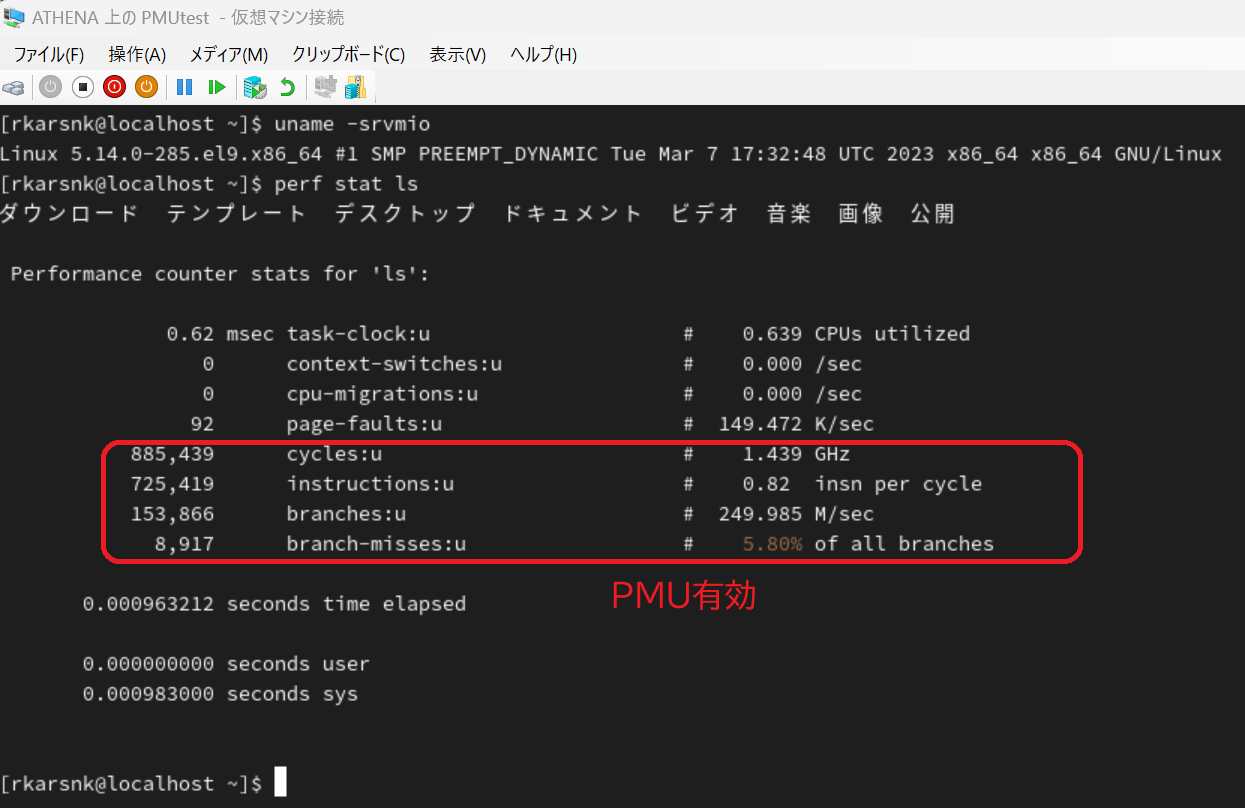 ATHENA 上の PMUtest - 仮想マシン接続
ファイル(F) 操作(A) メディア(M) クリップボード(C) 表示(V) ヘルプ(H)
[rkarsnk@localhost ~]$ uname -srvmio
Linux 5.14.0-285.el9.x86_64 #1 SMP PREEMPT_DYNAMIC Tue Mar 7 17:32:48 UTC 2023 x86_64 x86_64 GNU/Linux
[rkarsnk@localhost ~]$ perf stat ls
ダウンロード テンプレート デスクトップ ドキュメント ビデオ 音楽 画像 公開
Performance counter stats for 'ls':
0.62 msec task-clock:u # 0.639 CPUs utilized
0 context-switches:u # 0.000 /sec
0 cpu-migrations:u # 0.000 /sec
92 page-faults:u # 149.472 K/sec
885,439 cycles:u # 1.439 GHz
725,419 instructions:u # 0.82 insn per cycle
153,866 branches:u # 249.985 M/sec
8,917 branch-misses:u # 5.80% of all branches
PMU有効
0.000963212 seconds time elapsed
0.000000000 seconds user
0.000983000 seconds sys
[rkarsnk@localhost ~]$